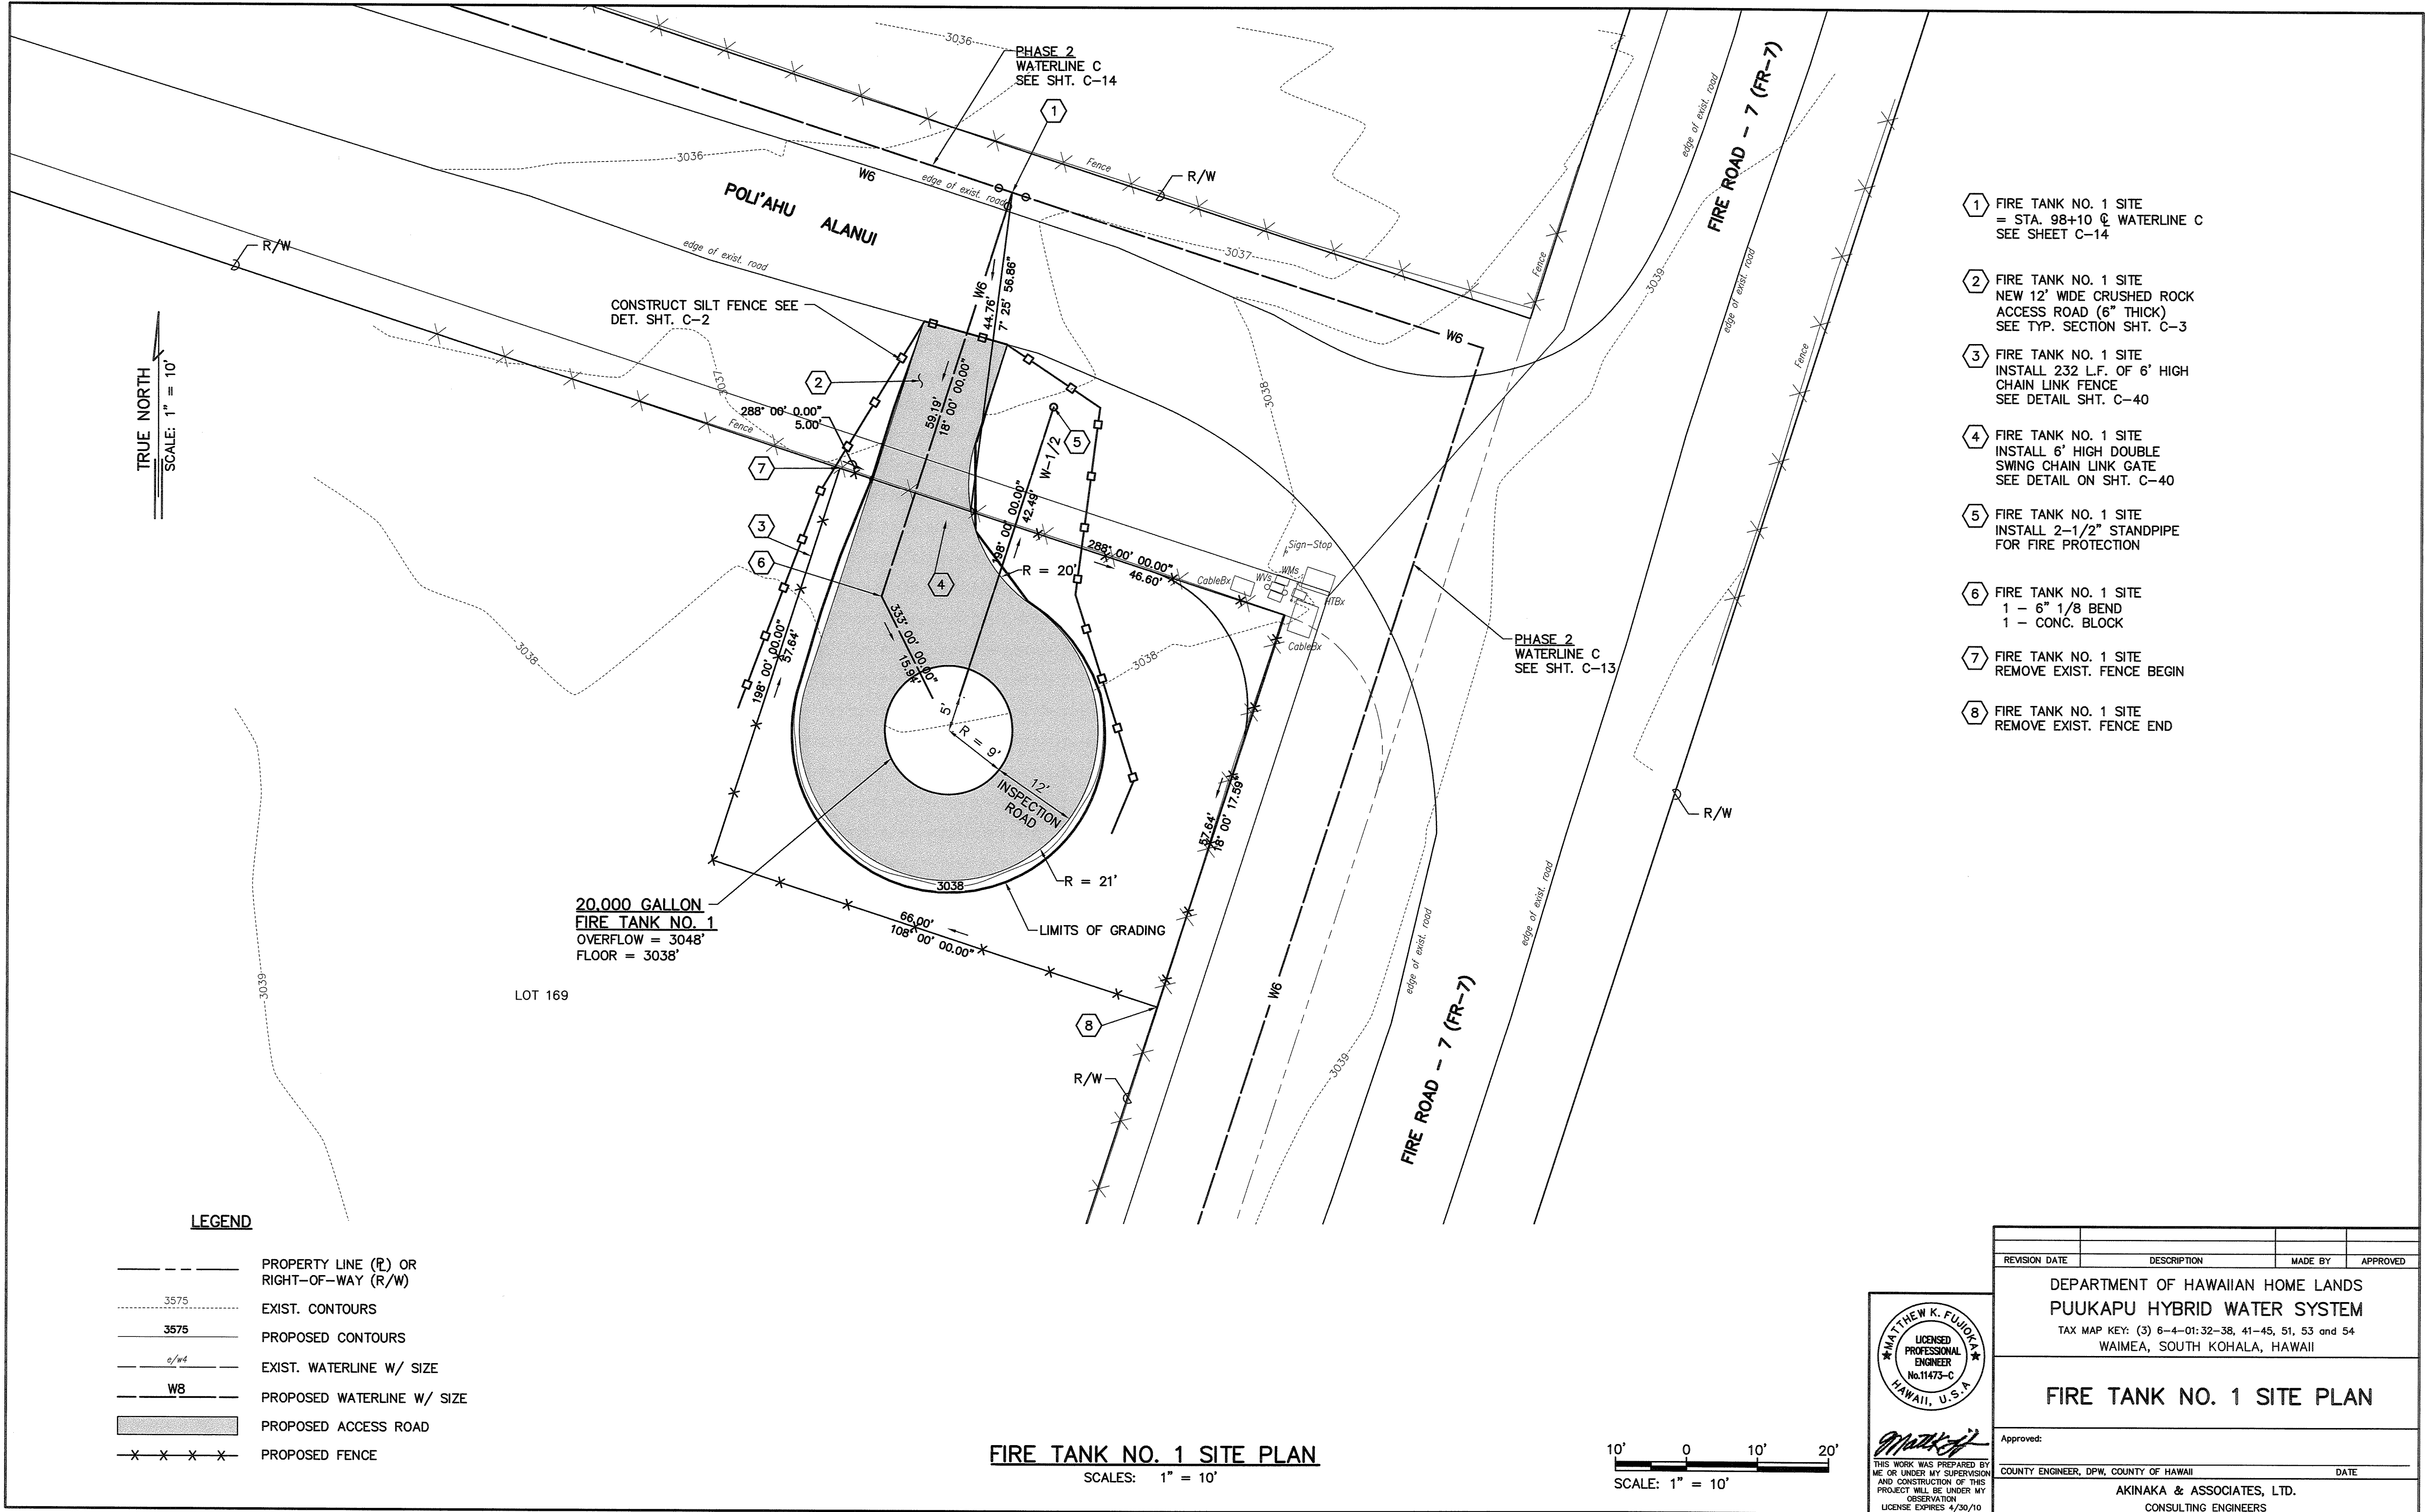 3036
PHASE 2
WATERLINE C
SEE SHT. C-14
1
3036
W6
Fence
R/W
edge of exist. road
POLI'AHU ALANUI
edge of exist. road
FIRE ROAD - 7 (FR-7)
edge of exist. road
edge of exist. road
3039
Fence
Fence
R/W
3037
W6
44.76'
7° 25' 56.86"
W6
CONSTRUCT SILT FENCE SEE
DET. SHT. C-2
TRUE NORTH
SCALE: 1" = 10'
3037
2
59.19'
18° 00' 00.00"
3038
288° 00' 0.00"
5.00'
Fence
5
7
W-1/2
198° 00' 00.00"
42.49'
3
6
4
R = 20'
288° 00' 00.00"
46.60'
Sign-Stop
CableBx
WVs
WMs
HTBx
CableBx
333° 00' 00.00"
15.94'
198° 00' 00.00"
57.64'
3038
3038
PHASE 2
WATERLINE C
SEE SHT. C-13
5'
R = 9'
12'
INSPECTION
ROAD
57.64'
18° 00' 17.59"
R/W
R = 21'
3038
LIMITS OF GRADING
20,000 GALLON
FIRE TANK NO. 1
OVERFLOW = 3048'
FLOOR = 3038'
66.00'
108° 00' 00.00"
3039
LOT 169
8
W6
edge of exist. road
edge of exist. road
FIRE ROAD - 7 (FR-7)
3039
R/W
1 FIRE TANK NO. 1 SITE
= STA. 98+10 ℄ WATERLINE C
SEE SHEET C-14
2 FIRE TANK NO. 1 SITE
NEW 12' WIDE CRUSHED ROCK
ACCESS ROAD (6" THICK)
SEE TYP. SECTION SHT. C-3
3 FIRE TANK NO. 1 SITE
INSTALL 232 L.F. OF 6' HIGH
CHAIN LINK FENCE
SEE DETAIL SHT. C-40
4 FIRE TANK NO. 1 SITE
INSTALL 6' HIGH DOUBLE
SWING CHAIN LINK GATE
SEE DETAIL ON SHT. C-40
5 FIRE TANK NO. 1 SITE
INSTALL 2-1/2" STANDPIPE
FOR FIRE PROTECTION
6 FIRE TANK NO. 1 SITE
1 - 6" 1/8 BEND
1 - CONC. BLOCK
7 FIRE TANK NO. 1 SITE
REMOVE EXIST. FENCE BEGIN
8 FIRE TANK NO. 1 SITE
REMOVE EXIST. FENCE END
LEGEND
PROPERTY LINE (PL) OR
RIGHT-OF-WAY (R/W)
3575 EXIST. CONTOURS
3575 PROPOSED CONTOURS
e/w4 EXIST. WATERLINE W/ SIZE
W8 PROPOSED WATERLINE W/ SIZE
PROPOSED ACCESS ROAD
X X X X PROPOSED FENCE
FIRE TANK NO. 1 SITE PLAN
SCALES: 1" = 10'
10' 0 10' 20'
SCALE: 1" = 10'
MATTHEW K. FUJIOKA
LICENSED
PROFESSIONAL
ENGINEER
No.11473-C
HAWAII, U.S.A
THIS WORK WAS PREPARED BY
ME OR UNDER MY SUPERVISION
AND CONSTRUCTION OF THIS
PROJECT WILL BE UNDER MY
OBSERVATION
LICENSE EXPIRES 4/30/10
REVISION DATE DESCRIPTION MADE BY APPROVED
DEPARTMENT OF HAWAIIAN HOME LANDS
PUUKAPU HYBRID WATER SYSTEM
TAX MAP KEY: (3) 6-4-01:32-38, 41-45, 51, 53 and 54
WAIMEA, SOUTH KOHALA, HAWAII
FIRE TANK NO. 1 SITE PLAN
Approved:
COUNTY ENGINEER, DPW, COUNTY OF HAWAII DATE
AKINAKA & ASSOCIATES, LTD.
CONSULTING ENGINEERS